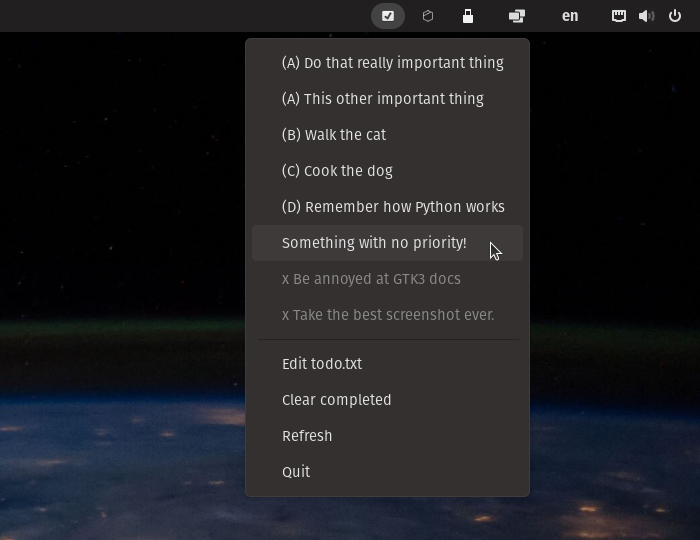 en
(A) Do that really important thing
(A) This other important thing
(B) Walk the cat
(C) Cook the dog
(D) Remember how Python works
Something with no priority!
x Be annoyed at GTK3 docs
x Take the best screenshot ever.
Edit todo.txt
Clear completed
Refresh
Quit